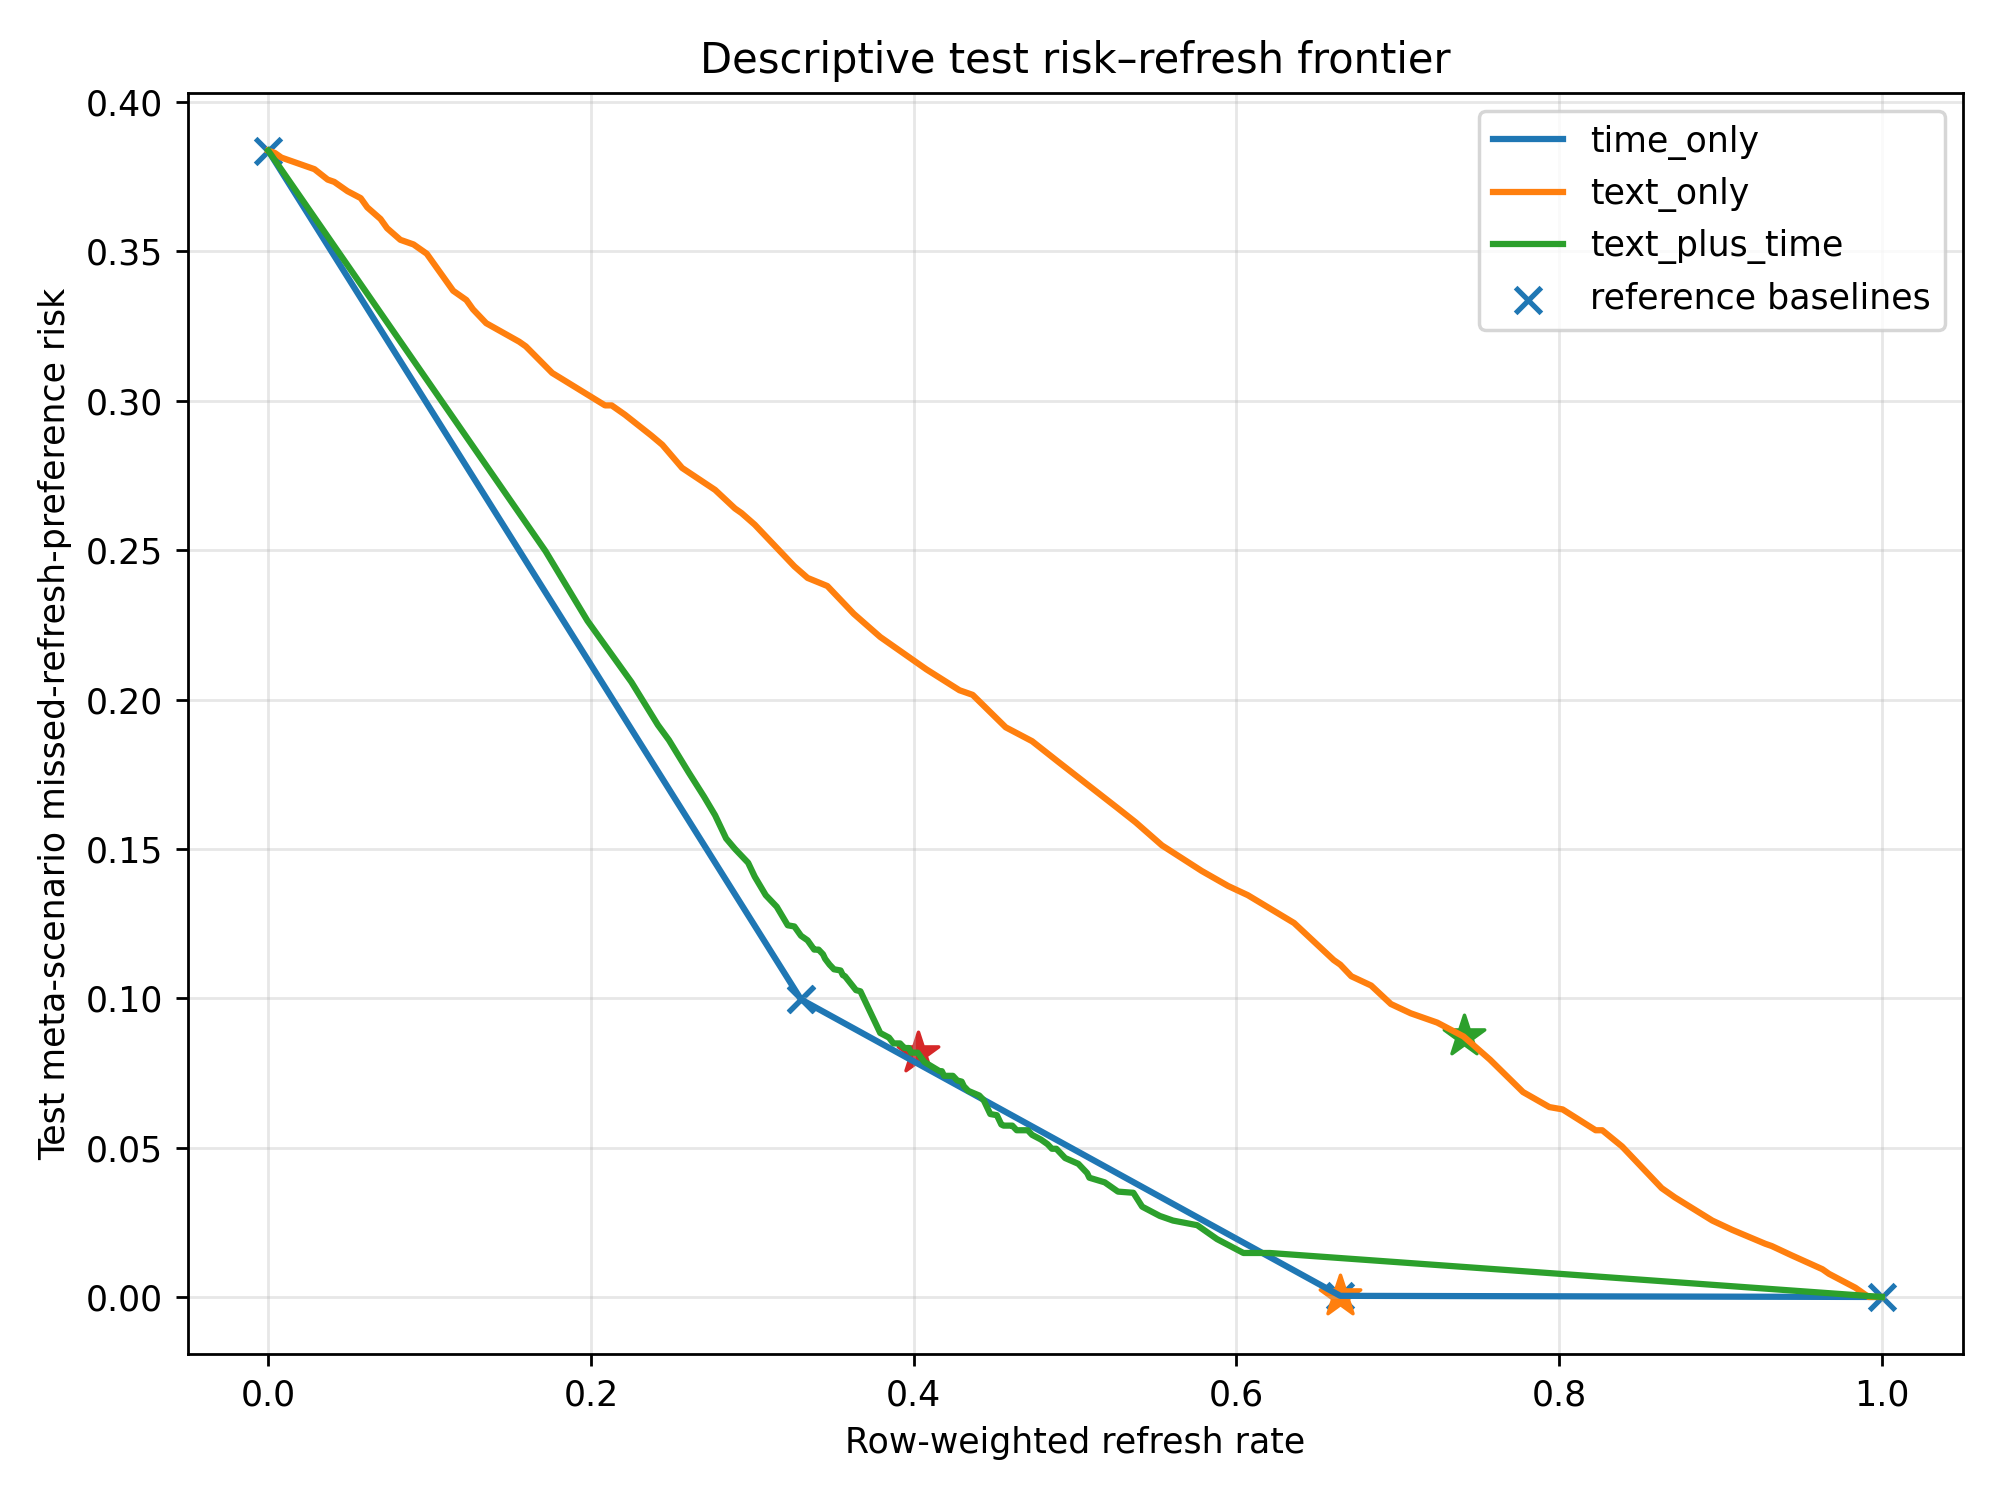 Descriptive test risk–refresh frontier
0.40
0.35
0.30
0.25
0.20
0.15
0.10
0.05
0.00
Test meta-scenario missed-refresh-preference risk
time_only
text_only
text_plus_time
reference baselines
0.0
0.2
0.4
0.6
0.8
1.0
Row-weighted refresh rate